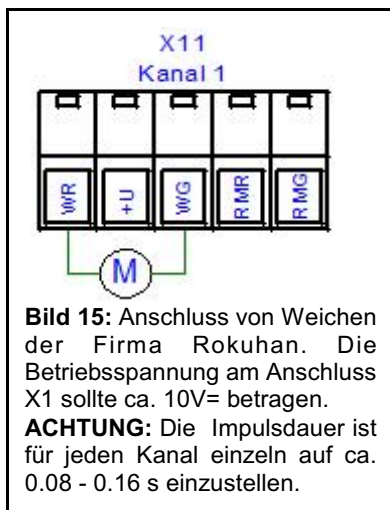 X11
Kanal 1
WR +U WG RMR RMG
M
Bild 15: Anschluss von Weichen
der Firma Rokuhan. Die
Betriebsspannung am Anschluss
X1 sollte ca. 10V= betragen.
ACHTUNG: Die Impulsdauer ist
für jeden Kanal einzeln auf ca.
0.08 - 0.16 s einzustellen.